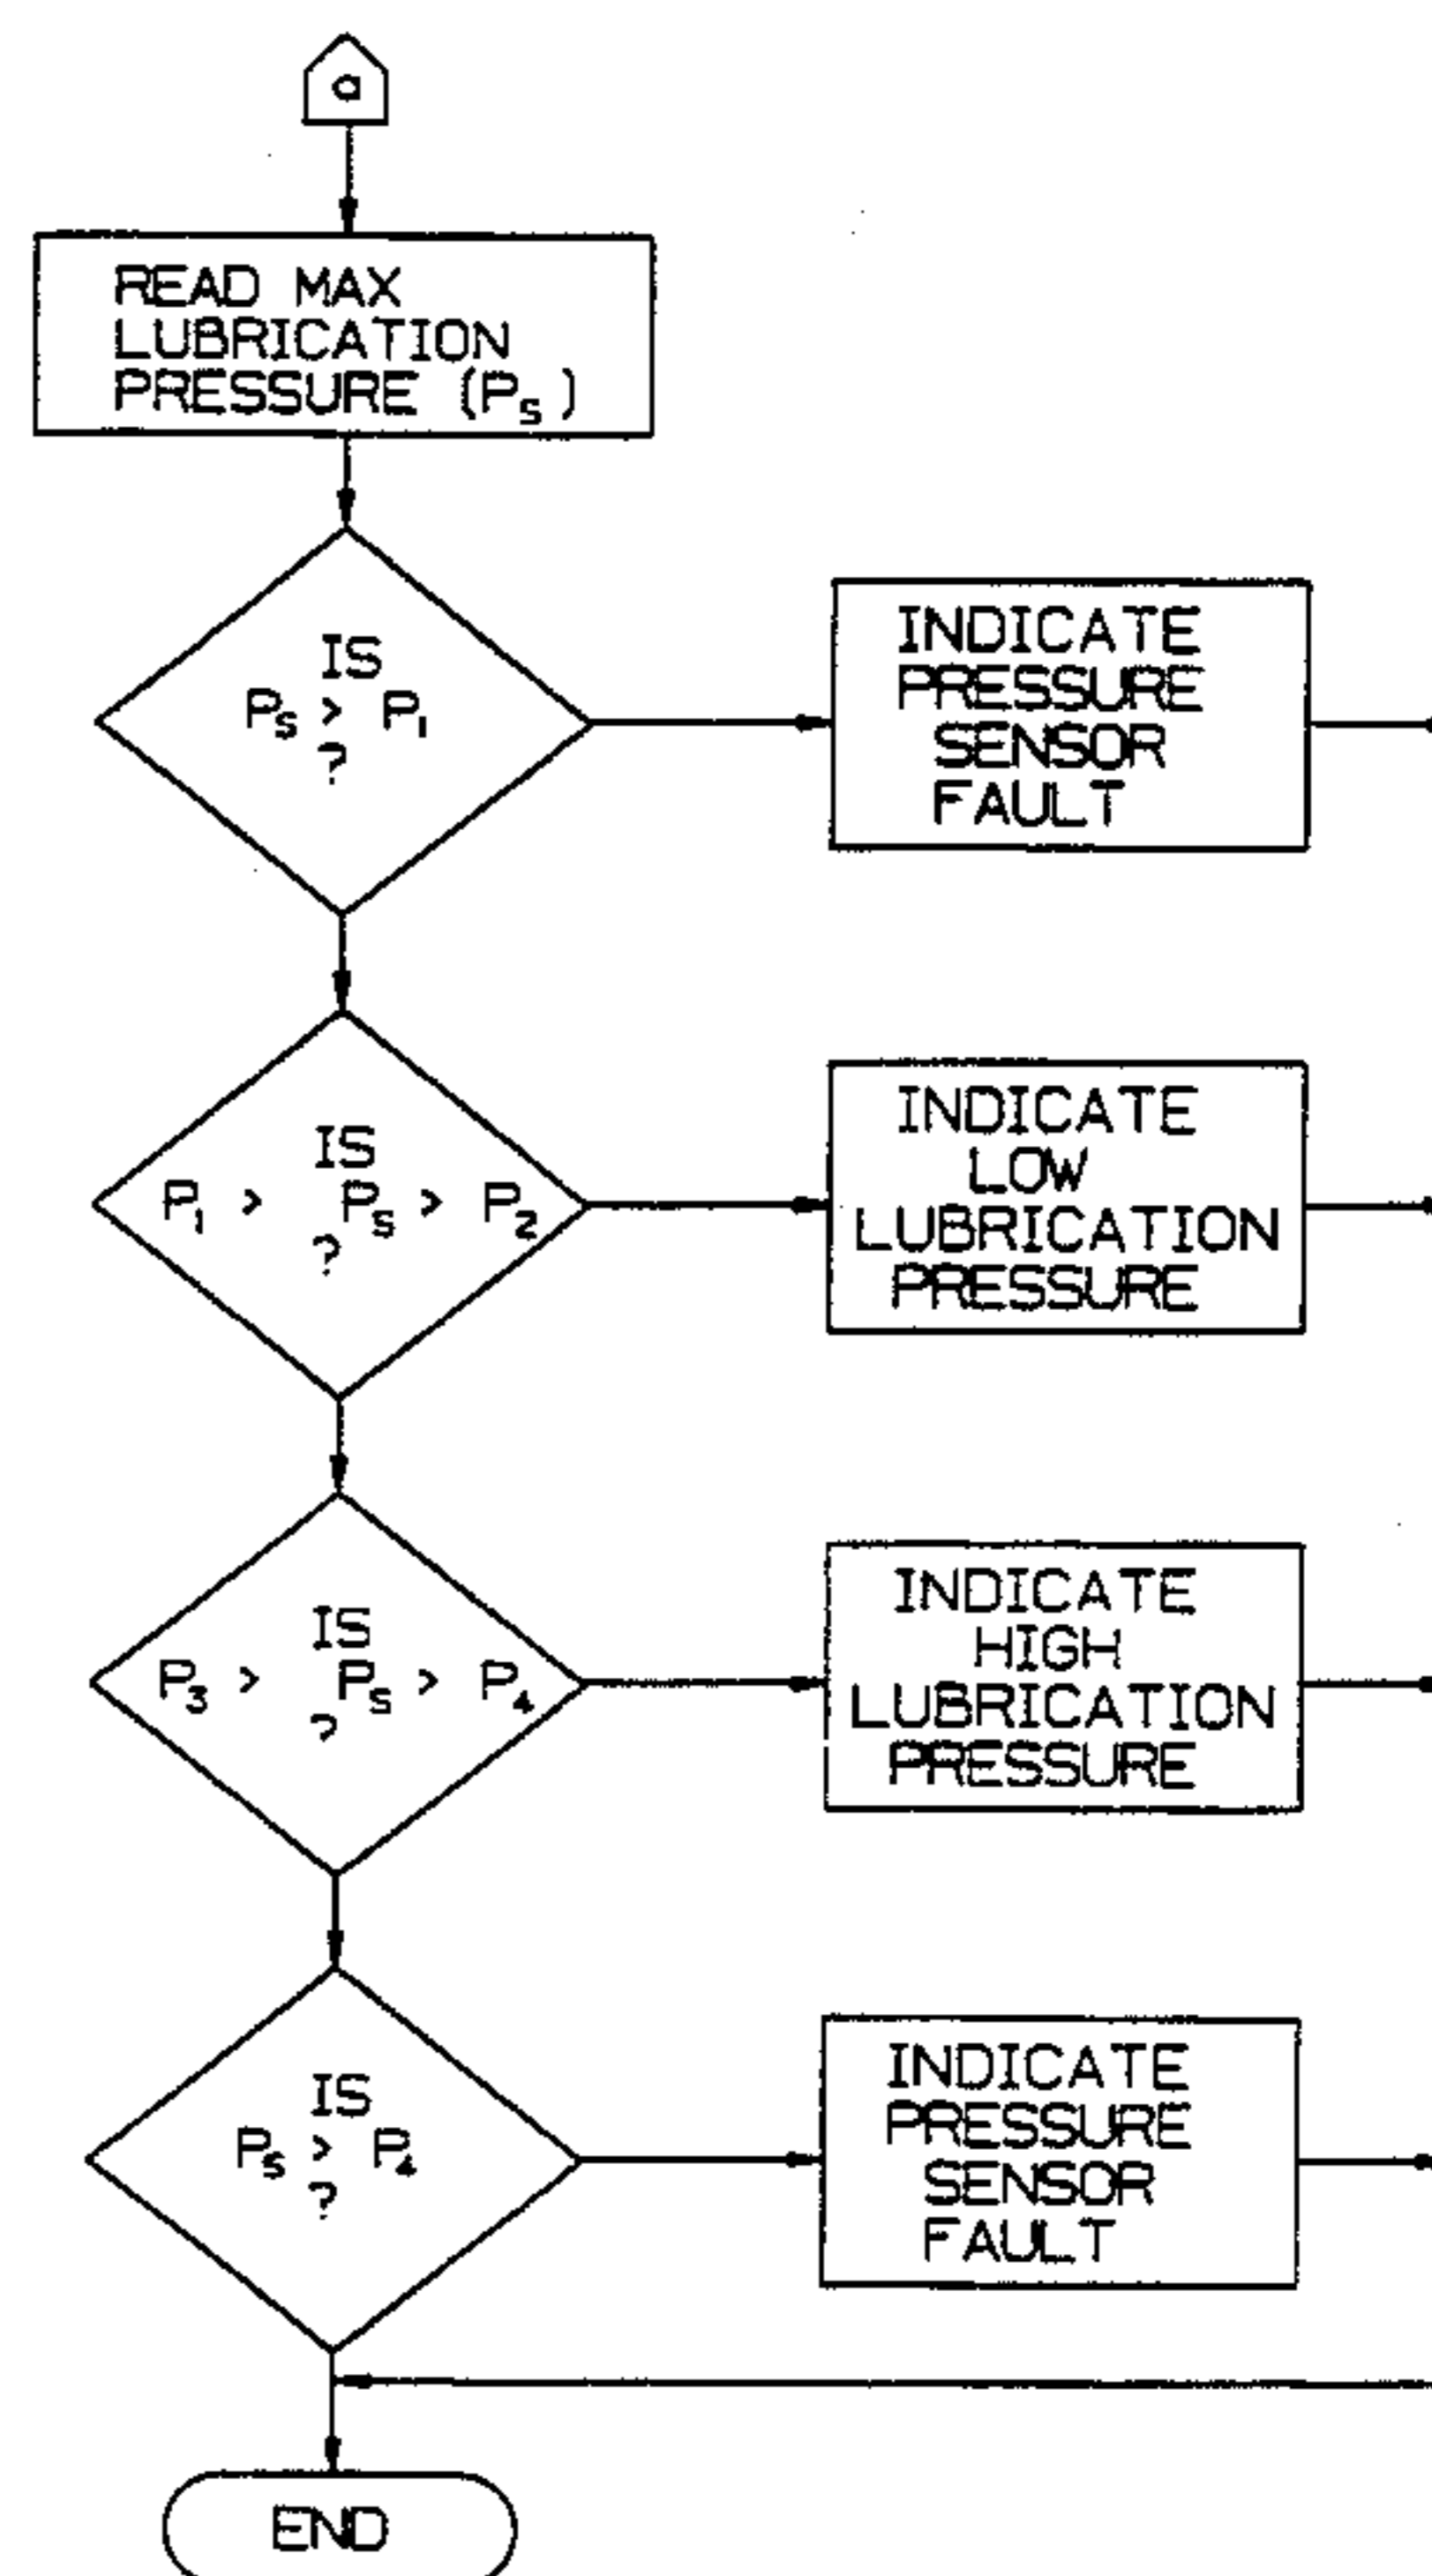 a
READ MAX
LUBRICATION
PRESSURE (PS)
IS
PS > P1
?
INDICATE
PRESSURE
SENSOR
FAULT
IS
P1 > PS > P2
?
INDICATE
LOW
LUBRICATION
PRESSURE
IS
P3 > PS > P4
?
INDICATE
HIGH
LUBRICATION
PRESSURE
IS
PS > P4
?
INDICATE
PRESSURE
SENSOR
FAULT
END